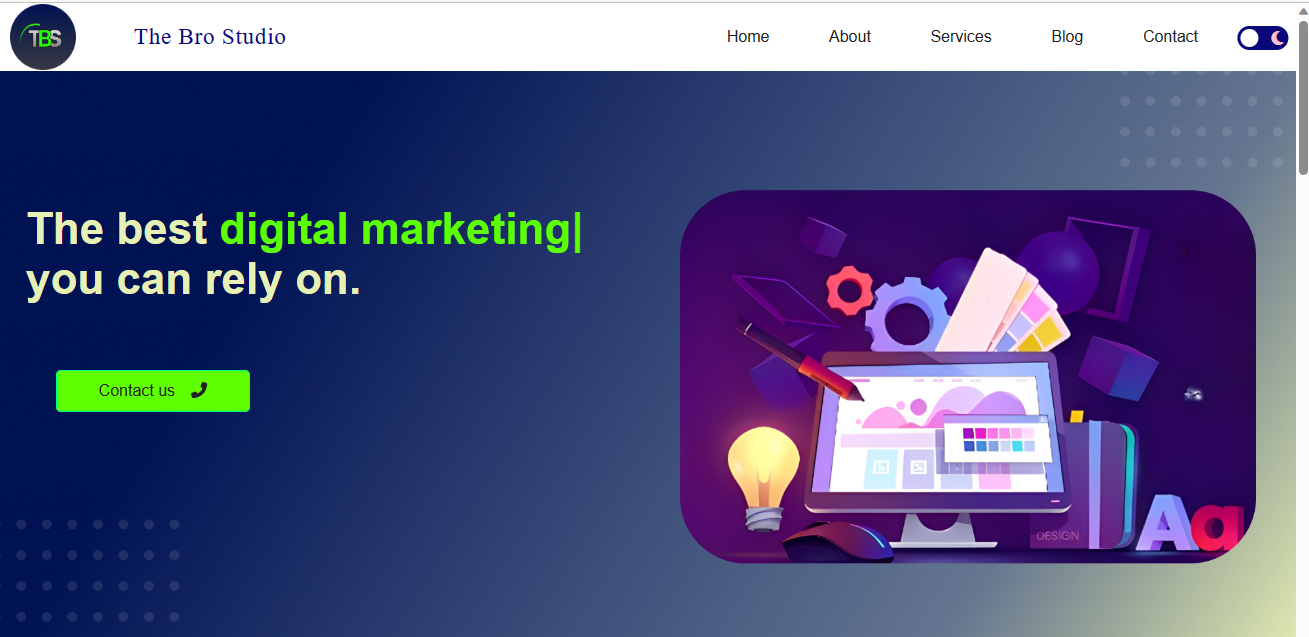 TBS
The Bro Studio
Home
About
Services
Blog
Contact
The best digital marketing|
you can rely on.
Contact us
DESIGN
Aa